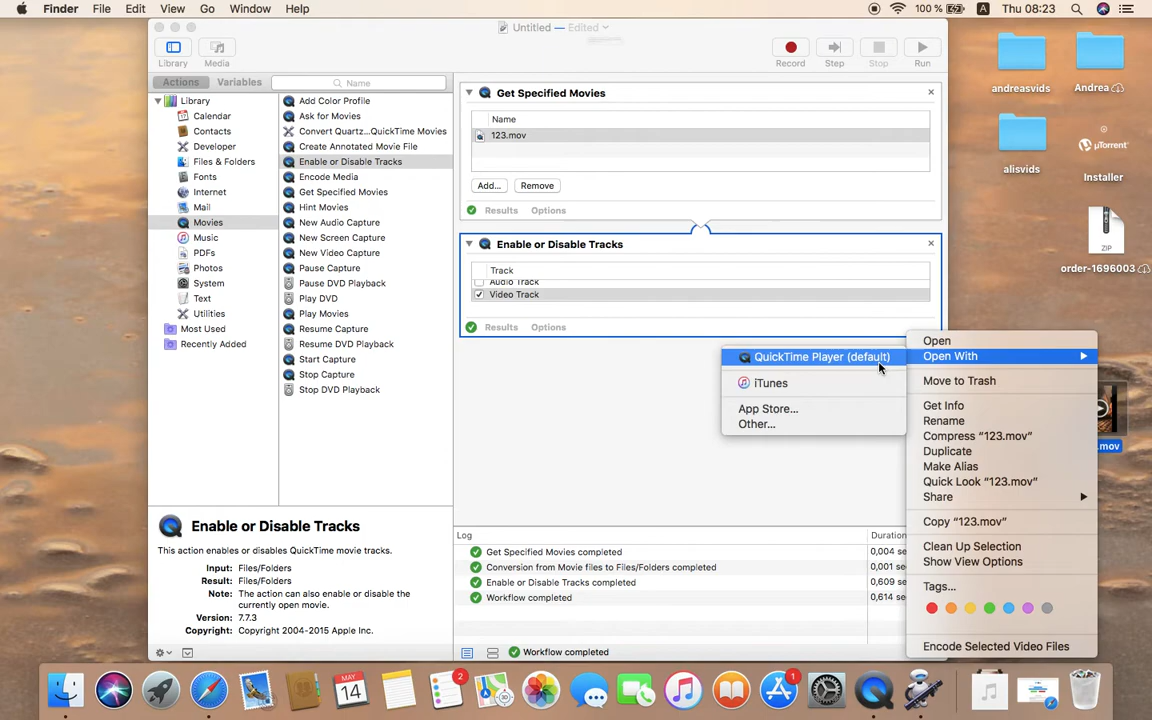 Finder File Edit View Go Window Help
100 % A Thu 08:23
Untitled — Edited
Library Media
Record Step Stop Run
Actions Variables Name
Library
Calendar
Contacts
Developer
Files & Folders
Fonts
Internet
Mail
Movies
Music
PDFs
Photos
System
Text
Utilities
Most Used
Recently Added
Add Color Profile
Ask for Movies
Convert Quartz...QuickTime Movies
Create Annotated Movie File
Enable or Disable Tracks
Encode Media
Get Specified Movies
Hint Movies
New Audio Capture
New Screen Capture
New Video Capture
Pause Capture
Pause DVD Playback
Play DVD
Play Movies
Resume Capture
Resume DVD Playback
Start Capture
Stop Capture
Stop DVD Playback
Get Specified Movies
Name
123.mov
Add... Remove
Results Options
Enable or Disable Tracks
Track
Audio Track
Video Track
Results Options
Open
Open With
Move to Trash
Get Info
Rename
Compress “123.mov”
Duplicate
Make Alias
Quick Look “123.mov”
Share
Copy “123.mov”
Clean Up Selection
Show View Options
Tags...
Encode Selected Video Files
QuickTime Player (default)
iTunes
App Store...
Other...
Enable or Disable Tracks
This action enables or disables QuickTime movie tracks.
Input: Files/Folders
Result: Files/Folders
Note: The action can also enable or disable the
currently open movie.
Version: 7.7.3
Copyright: Copyright 2004-2015 Apple Inc.
Log Duration
Get Specified Movies completed 0,004 se
Conversion from Movie files to Files/Folders completed 0,001 se
Enable or Disable Tracks completed 0,609 se
Workflow completed 0,614 se
Workflow completed
andreasvids
Andrea
alisvids
µTorrent
Installer
ZIP
order-1696003
.mov
MAY
14
2
1